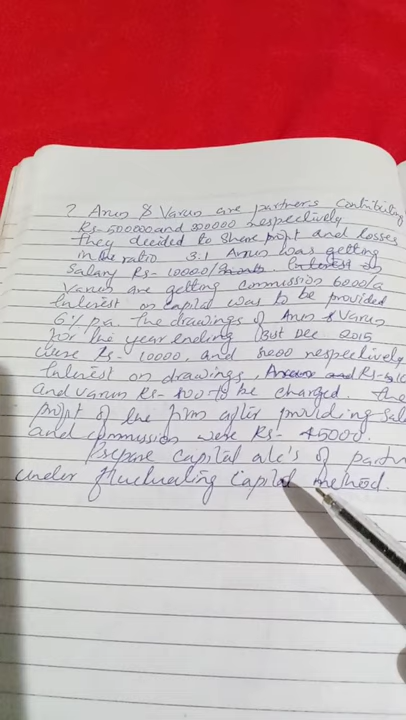 ? Arun & Varun are partners contributing
Rs-500000 and 300000 respectively
they decided to share profit and losses
in the ratio 3:1 Arun was getting
Salary Rs- 10000/
Varun are getting commission 6000/a
Interest on capital was to be provided
6% p.a the drawings of Arun & Varun
for the year ending 31st Dec 2015
were Rs- 10000, and 8000 respectively
Interest on drawings, Rs-
and Varun Rs- to be charged. The
profit of the firm after providing Sala
and commission were Rs- 45000.
Prepare capital a/c's of partn
under fluctuating Capital method.